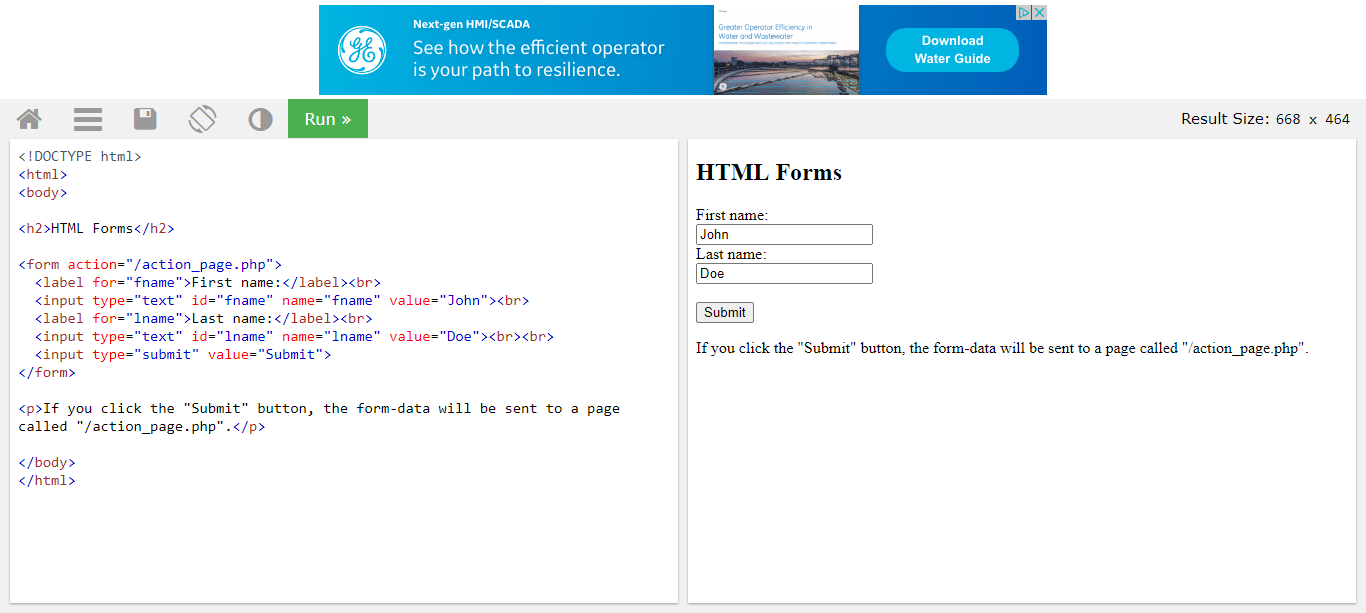 Next-gen HMI/SCADA
See how the efficient operator
is your path to resilience.
Greater Operator Efficiency in
Water and Wastewater
Download
Water Guide
Run »
Result Size: 668 x 464
<!DOCTYPE html>
<html>
<body>
<h2>HTML Forms</h2>
<form action="/action_page.php">
<label for="fname">First name:</label><br>
<input type="text" id="fname" name="fname" value="John"><br>
<label for="lname">Last name:</label><br>
<input type="text" id="lname" name="lname" value="Doe"><br><br>
<input type="submit" value="Submit">
</form>
<p>If you click the "Submit" button, the form-data will be sent to a page
called "/action_page.php".</p>
</body>
</html>
HTML Forms
First name:
John
Last name:
Doe
Submit
If you click the "Submit" button, the form-data will be sent to a page called "/action_page.php".